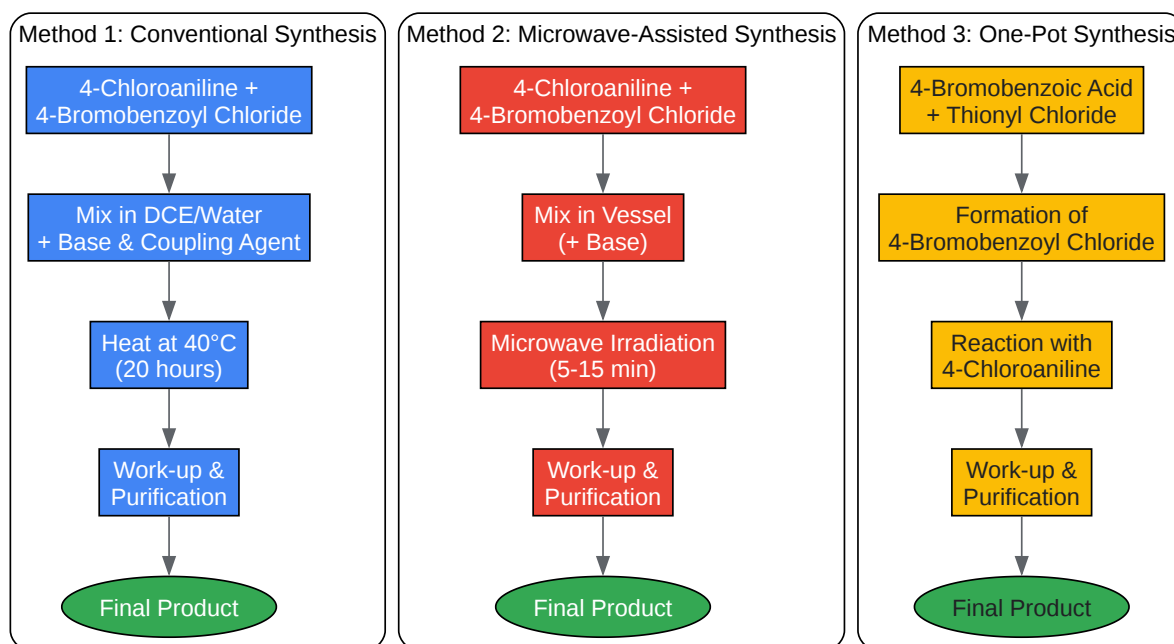 Method 1: Conventional Synthesis
4-Chloroaniline +
4-Bromobenzoyl Chloride
Mix in DCE/Water
+ Base & Coupling Agent
Heat at 40°C
(20 hours)
Work-up &
Purification
Final Product
Method 2: Microwave-Assisted Synthesis
4-Chloroaniline +
4-Bromobenzoyl Chloride
Mix in Vessel
(+ Base)
Microwave Irradiation
(5-15 min)
Work-up &
Purification
Final Product
Method 3: One-Pot Synthesis
4-Bromobenzoic Acid
+ Thionyl Chloride
Formation of
4-Bromobenzoyl Chloride
Reaction with
4-Chloroaniline
Work-up &
Purification
Final Product